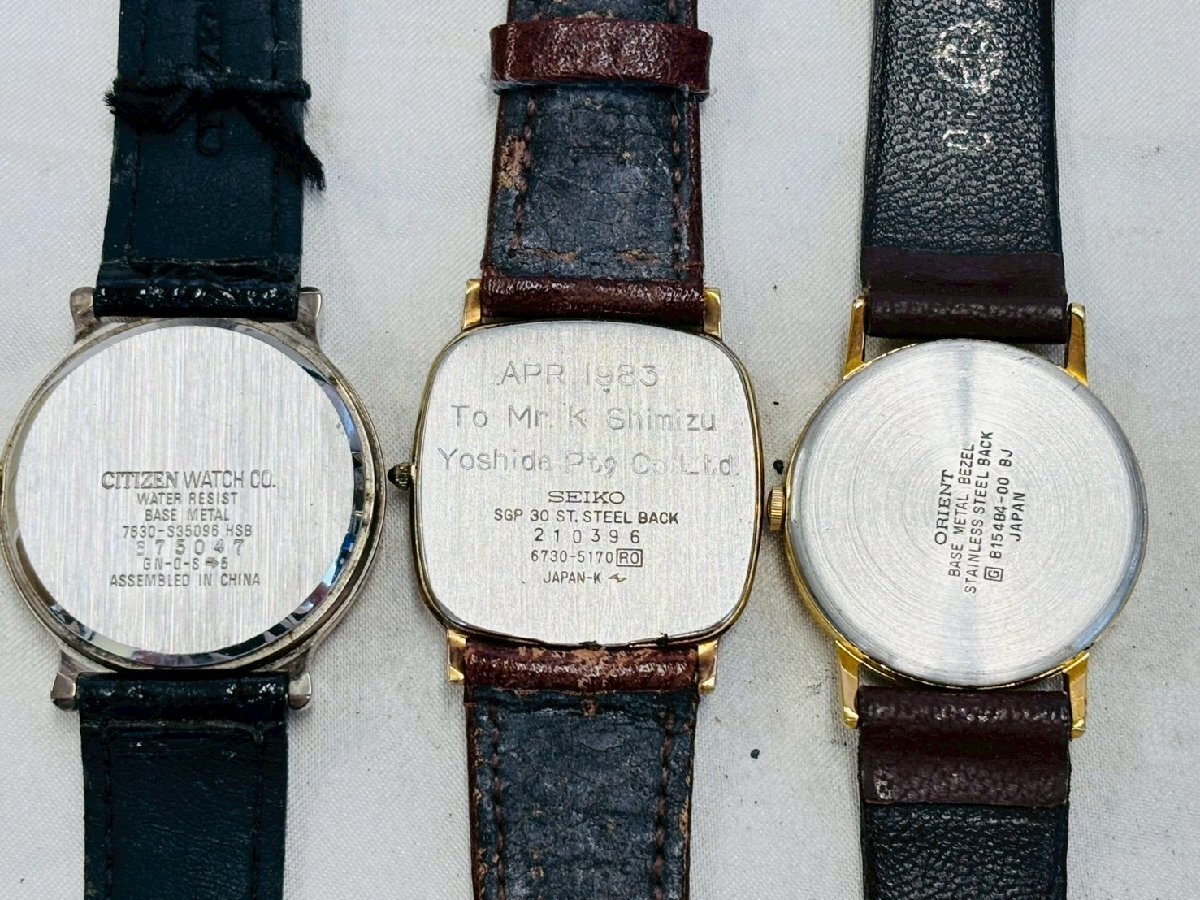 CITIZEN WATCH CO.
WATER RESIST
BASE METAL
7630-S35096 HSB
675047
GN-0-S
ASSEMBLED IN CHINA
APR. 1983
To Mr. K Shimizu
Yoshida Ptg Co. Ltd.
SEIKO
SGP 30 ST. STEEL BACK
210396
6730-5170 RO
JAPAN-K
ORIENT
BASE METAL BEZEL
STAINLESS STEEL BACK
G 8154B4-00 BJ
JAPAN